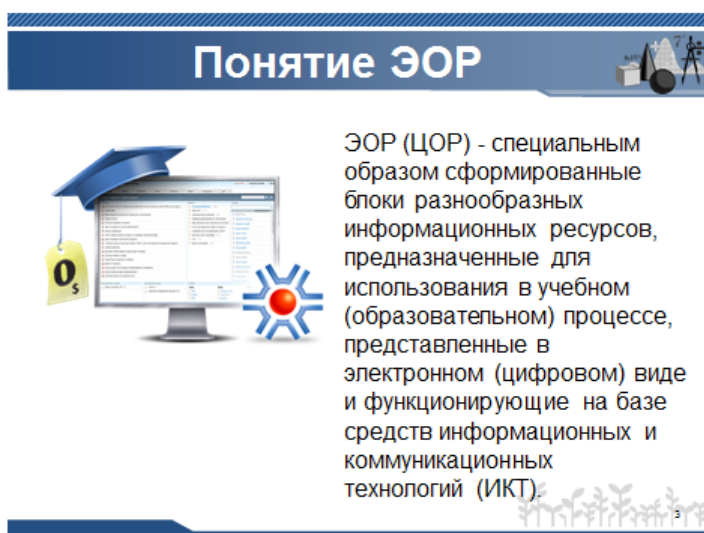 Понятие ЭОР
ЭОР (ЦОР) - специальным
образом сформированные
блоки разнообразных
информационных ресурсов,
предназначенные для
использования в учебном
(образовательном) процессе,
представленные в
электронном (цифровом) виде
и функционирующие на базе
средств информационных и
коммуникационных
технологий (ИКТ).
0$
3